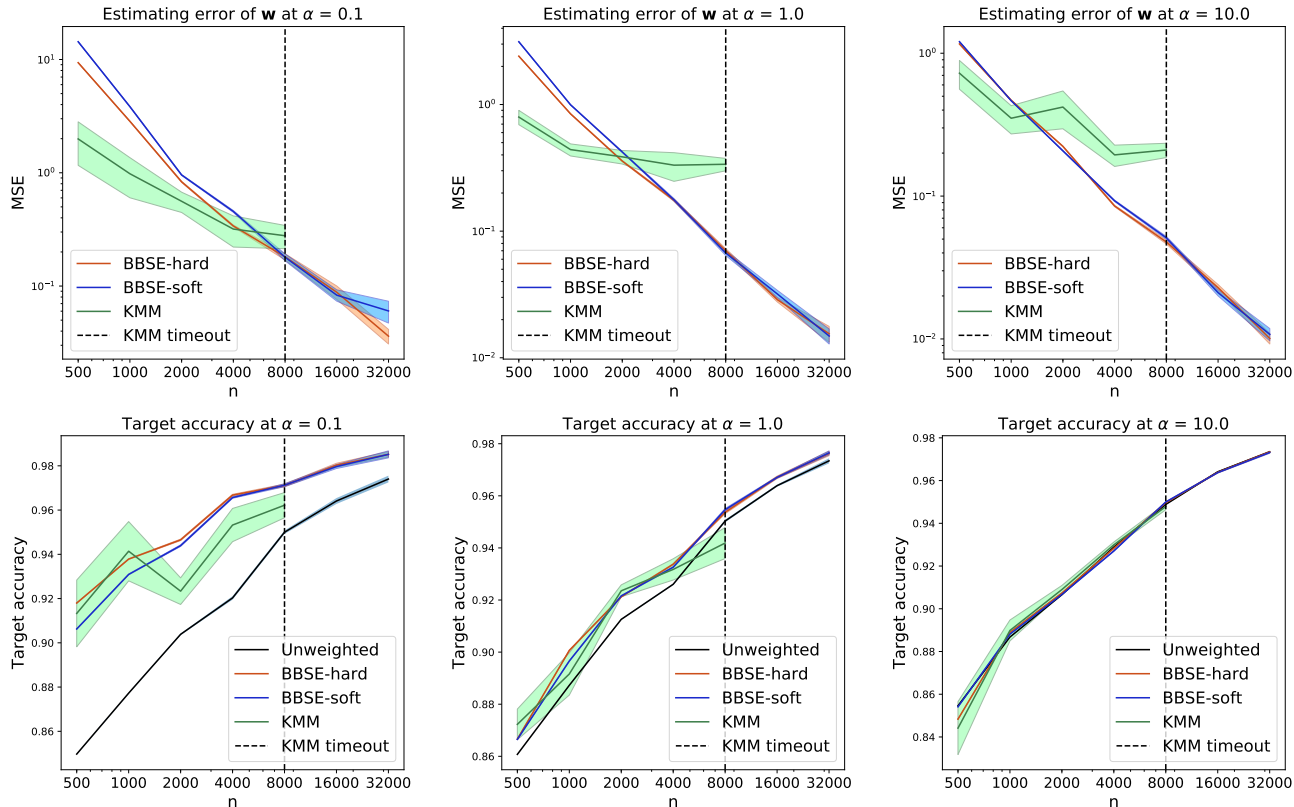 Estimating error of w at α = 0.1
10¹
10⁰
10⁻¹
MSE
BBSE-hard
BBSE-soft
KMM
KMM timeout
500 1000 2000 4000 8000 16000 32000
n
Estimating error of w at α = 1.0
10⁰
10⁻¹
10⁻²
MSE
BBSE-hard
BBSE-soft
KMM
KMM timeout
500 1000 2000 4000 8000 16000 32000
n
Estimating error of w at α = 10.0
10⁰
10⁻¹
10⁻²
MSE
BBSE-hard
BBSE-soft
KMM
KMM timeout
500 1000 2000 4000 8000 16000 32000
n
Target accuracy at α = 0.1
0.98
0.96
0.94
0.92
0.90
0.88
0.86
Target accuracy
Unweighted
BBSE-hard
BBSE-soft
KMM
KMM timeout
500 1000 2000 4000 8000 16000 32000
n
Target accuracy at α = 1.0
0.98
0.96
0.94
0.92
0.90
0.88
0.86
Target accuracy
Unweighted
BBSE-hard
BBSE-soft
KMM
KMM timeout
500 1000 2000 4000 8000 16000 32000
n
Target accuracy at α = 10.0
0.98
0.96
0.94
0.92
0.90
0.88
0.86
0.84
Target accuracy
Unweighted
BBSE-hard
BBSE-soft
KMM
KMM timeout
500 1000 2000 4000 8000 16000 32000
n